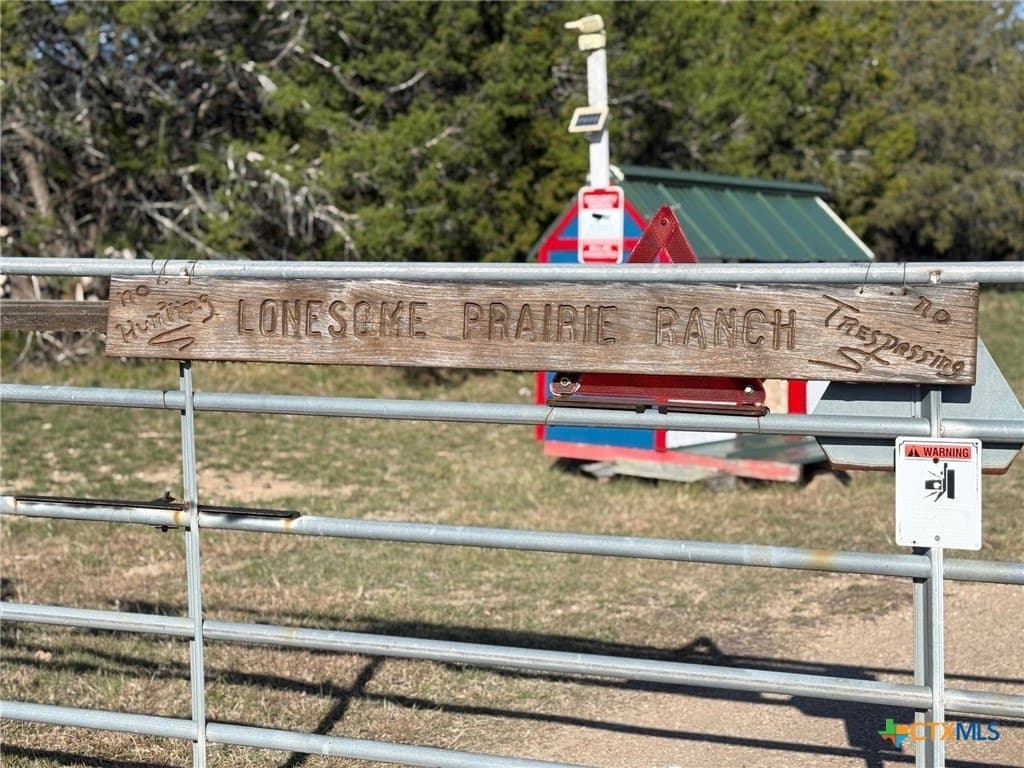 no Hunting
LONESOME PRAIRIE RANCH
no Trespassing
WARNING
CTXMLS